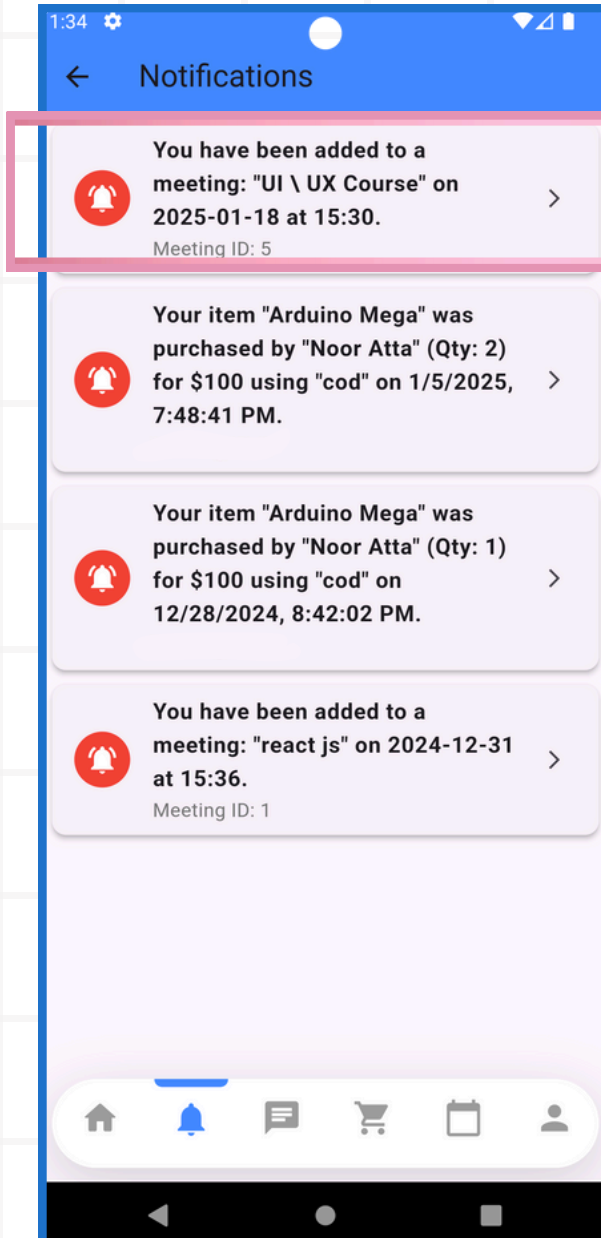 1:34
Notifications
You have been added to a
meeting: "UI \ UX Course" on
2025-01-18 at 15:30.
Meeting ID: 5
Your item "Arduino Mega" was
purchased by "Noor Atta" (Qty: 2)
for $100 using "cod" on 1/5/2025,
7:48:41 PM.
Your item "Arduino Mega" was
purchased by "Noor Atta" (Qty: 1)
for $100 using "cod" on
12/28/2024, 8:42:02 PM.
You have been added to a
meeting: "react js" on 2024-12-31
at 15:36.
Meeting ID: 1